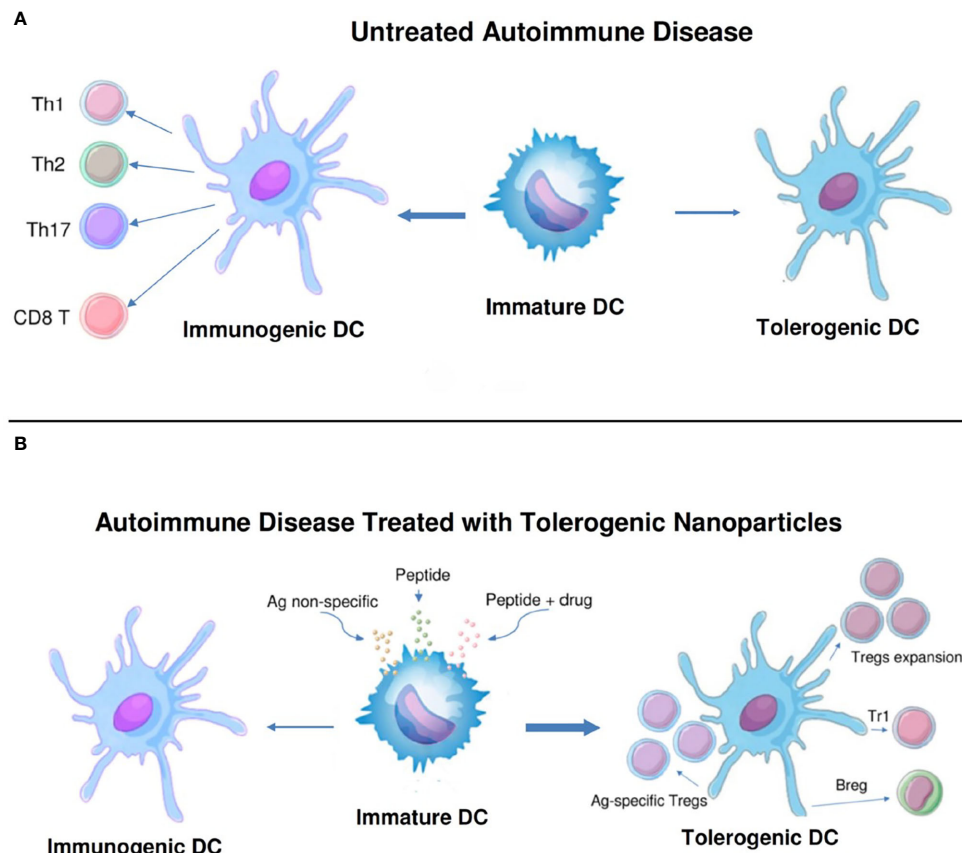 A
Untreated Autoimmune Disease
Th1
Th2
Th17
CD8 T
Immunogenic DC
Immature DC
Tolerogenic DC
B
Autoimmune Disease Treated with Tolerogenic Nanoparticles
Peptide
Ag non-specific
Peptide + drug
Tregs expansion
Tr1
Ag-specific Tregs
Breg
Immature DC
Tolerogenic DC
Immunogenic DC